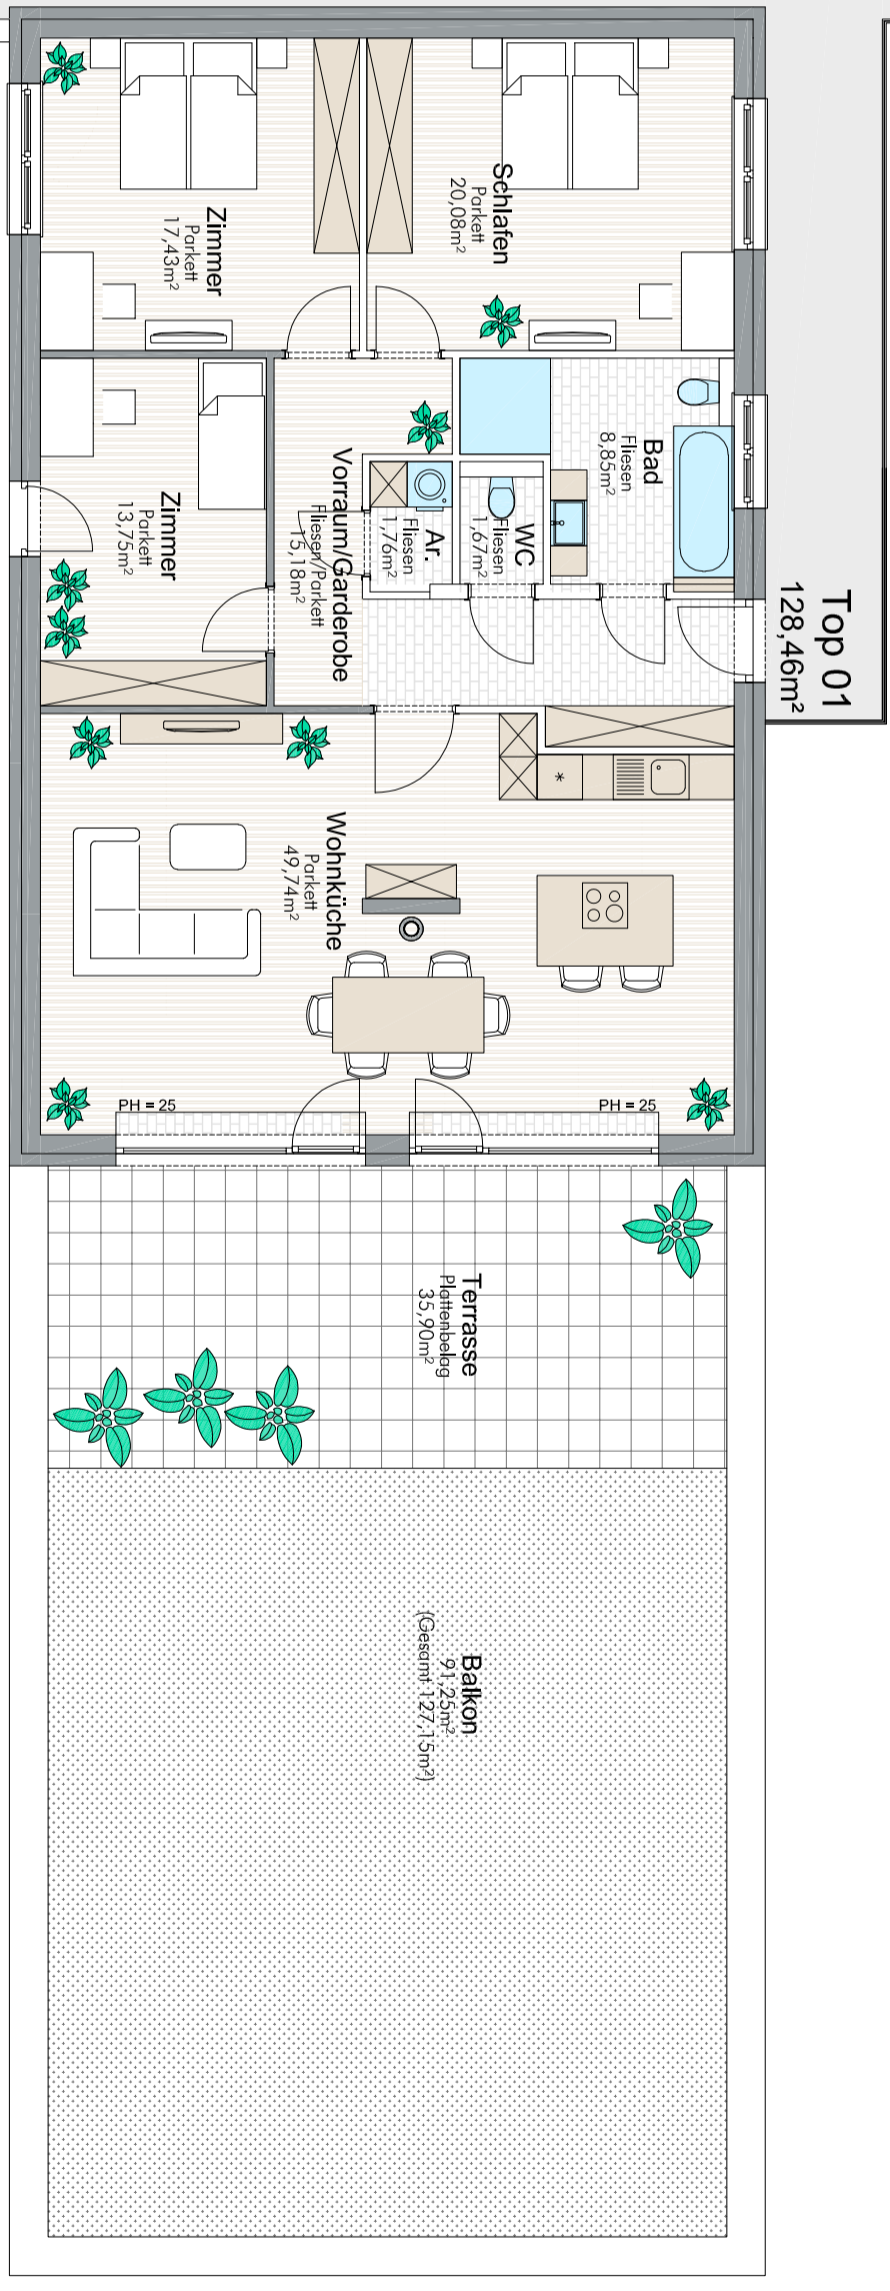 Top 01
128,46m²
Schlafen
Parkett
20,08m²
Zimmer
Parkett
17,43m²
Bad
Fliesen
8,85m²
WC
Fliesen
1,67m²
Ar.
Fliesen
1,76m²
Vorraum/Garderobe
Fliesen/Parkett
15,18m²
Zimmer
Parkett
13,75m²
*
Wohnküche
Parkett
49,74m²
PH = 25
PH = 25
Terrasse
Plattenbelag
35,90m²
Balkon
91,25m²
(Gesamt 127,15m²)